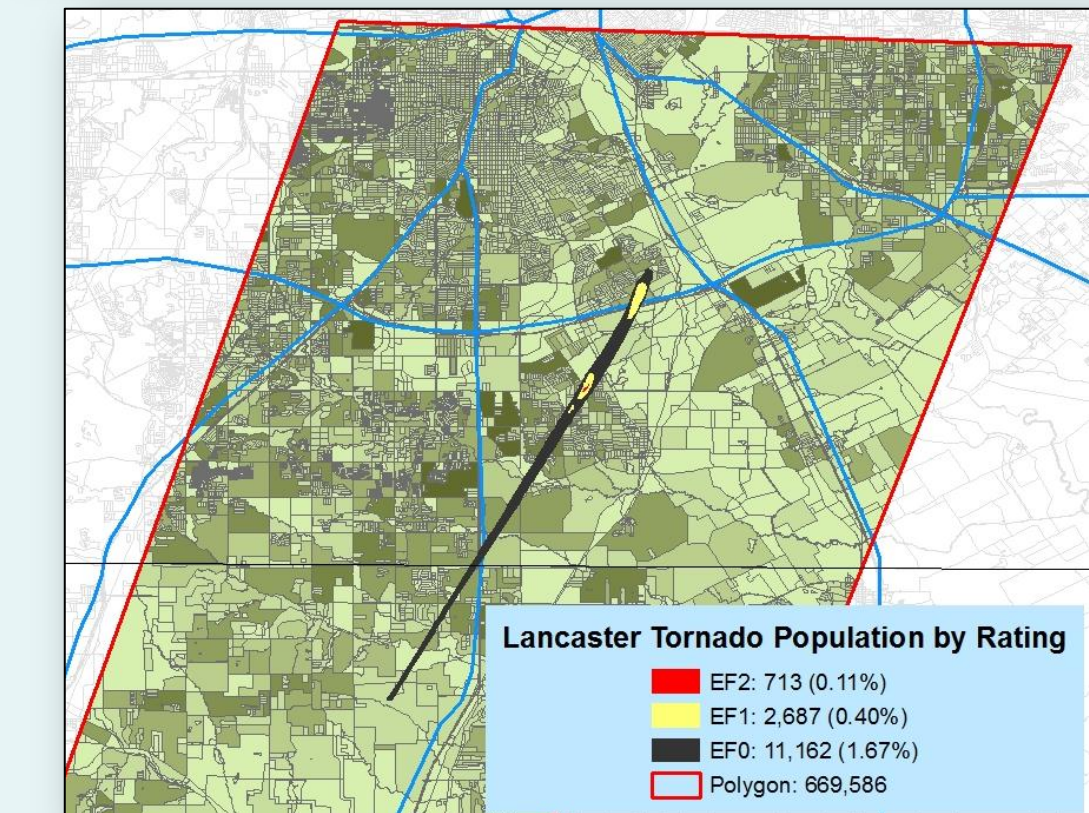 Lancaster Tornado Population by Rating
EF2: 713 (0.11%)
EF1: 2,687 (0.40%)
EF0: 11,162 (1.67%)
Polygon: 669,586